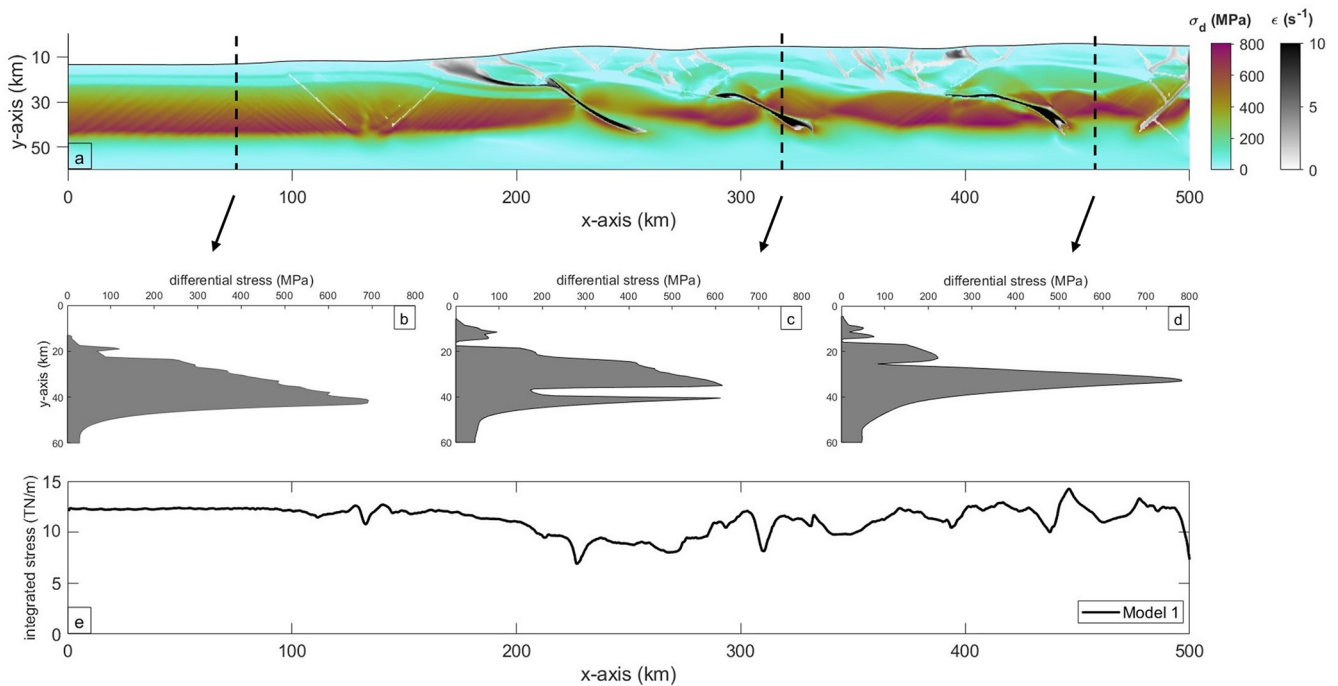 σd (MPa) ϵ (s⁻¹)
10
30
50
y-axis (km)
a
0 100 200 300 400 500
x-axis (km)
800
600
400
200
0
10
5
0
differential stress (MPa)
0 100 200 300 400 500 600 700 800
0
20
40
60
y-axis (km)
b
differential stress (MPa)
0 100 200 300 400 500 600 700 800
0
20
40
60
c
differential stress (MPa)
0 100 200 300 400 500 600 700 800
0
20
40
60
d
15
10
5
0
integrated stress (TN/m)
e
Model 1
0 100 200 300 400 500
x-axis (km)